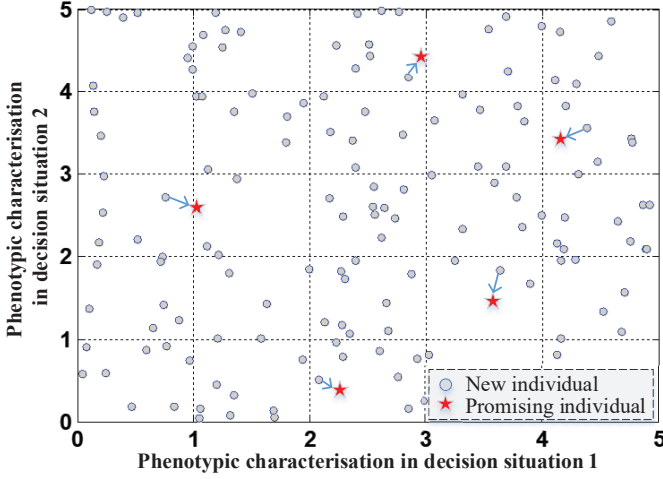 Phenotypic characterisation
in decision situation 2
5
4
3
2
1
0
0 1 2 3 4 5
New individual
Promising individual
Phenotypic characterisation in decision situation 1